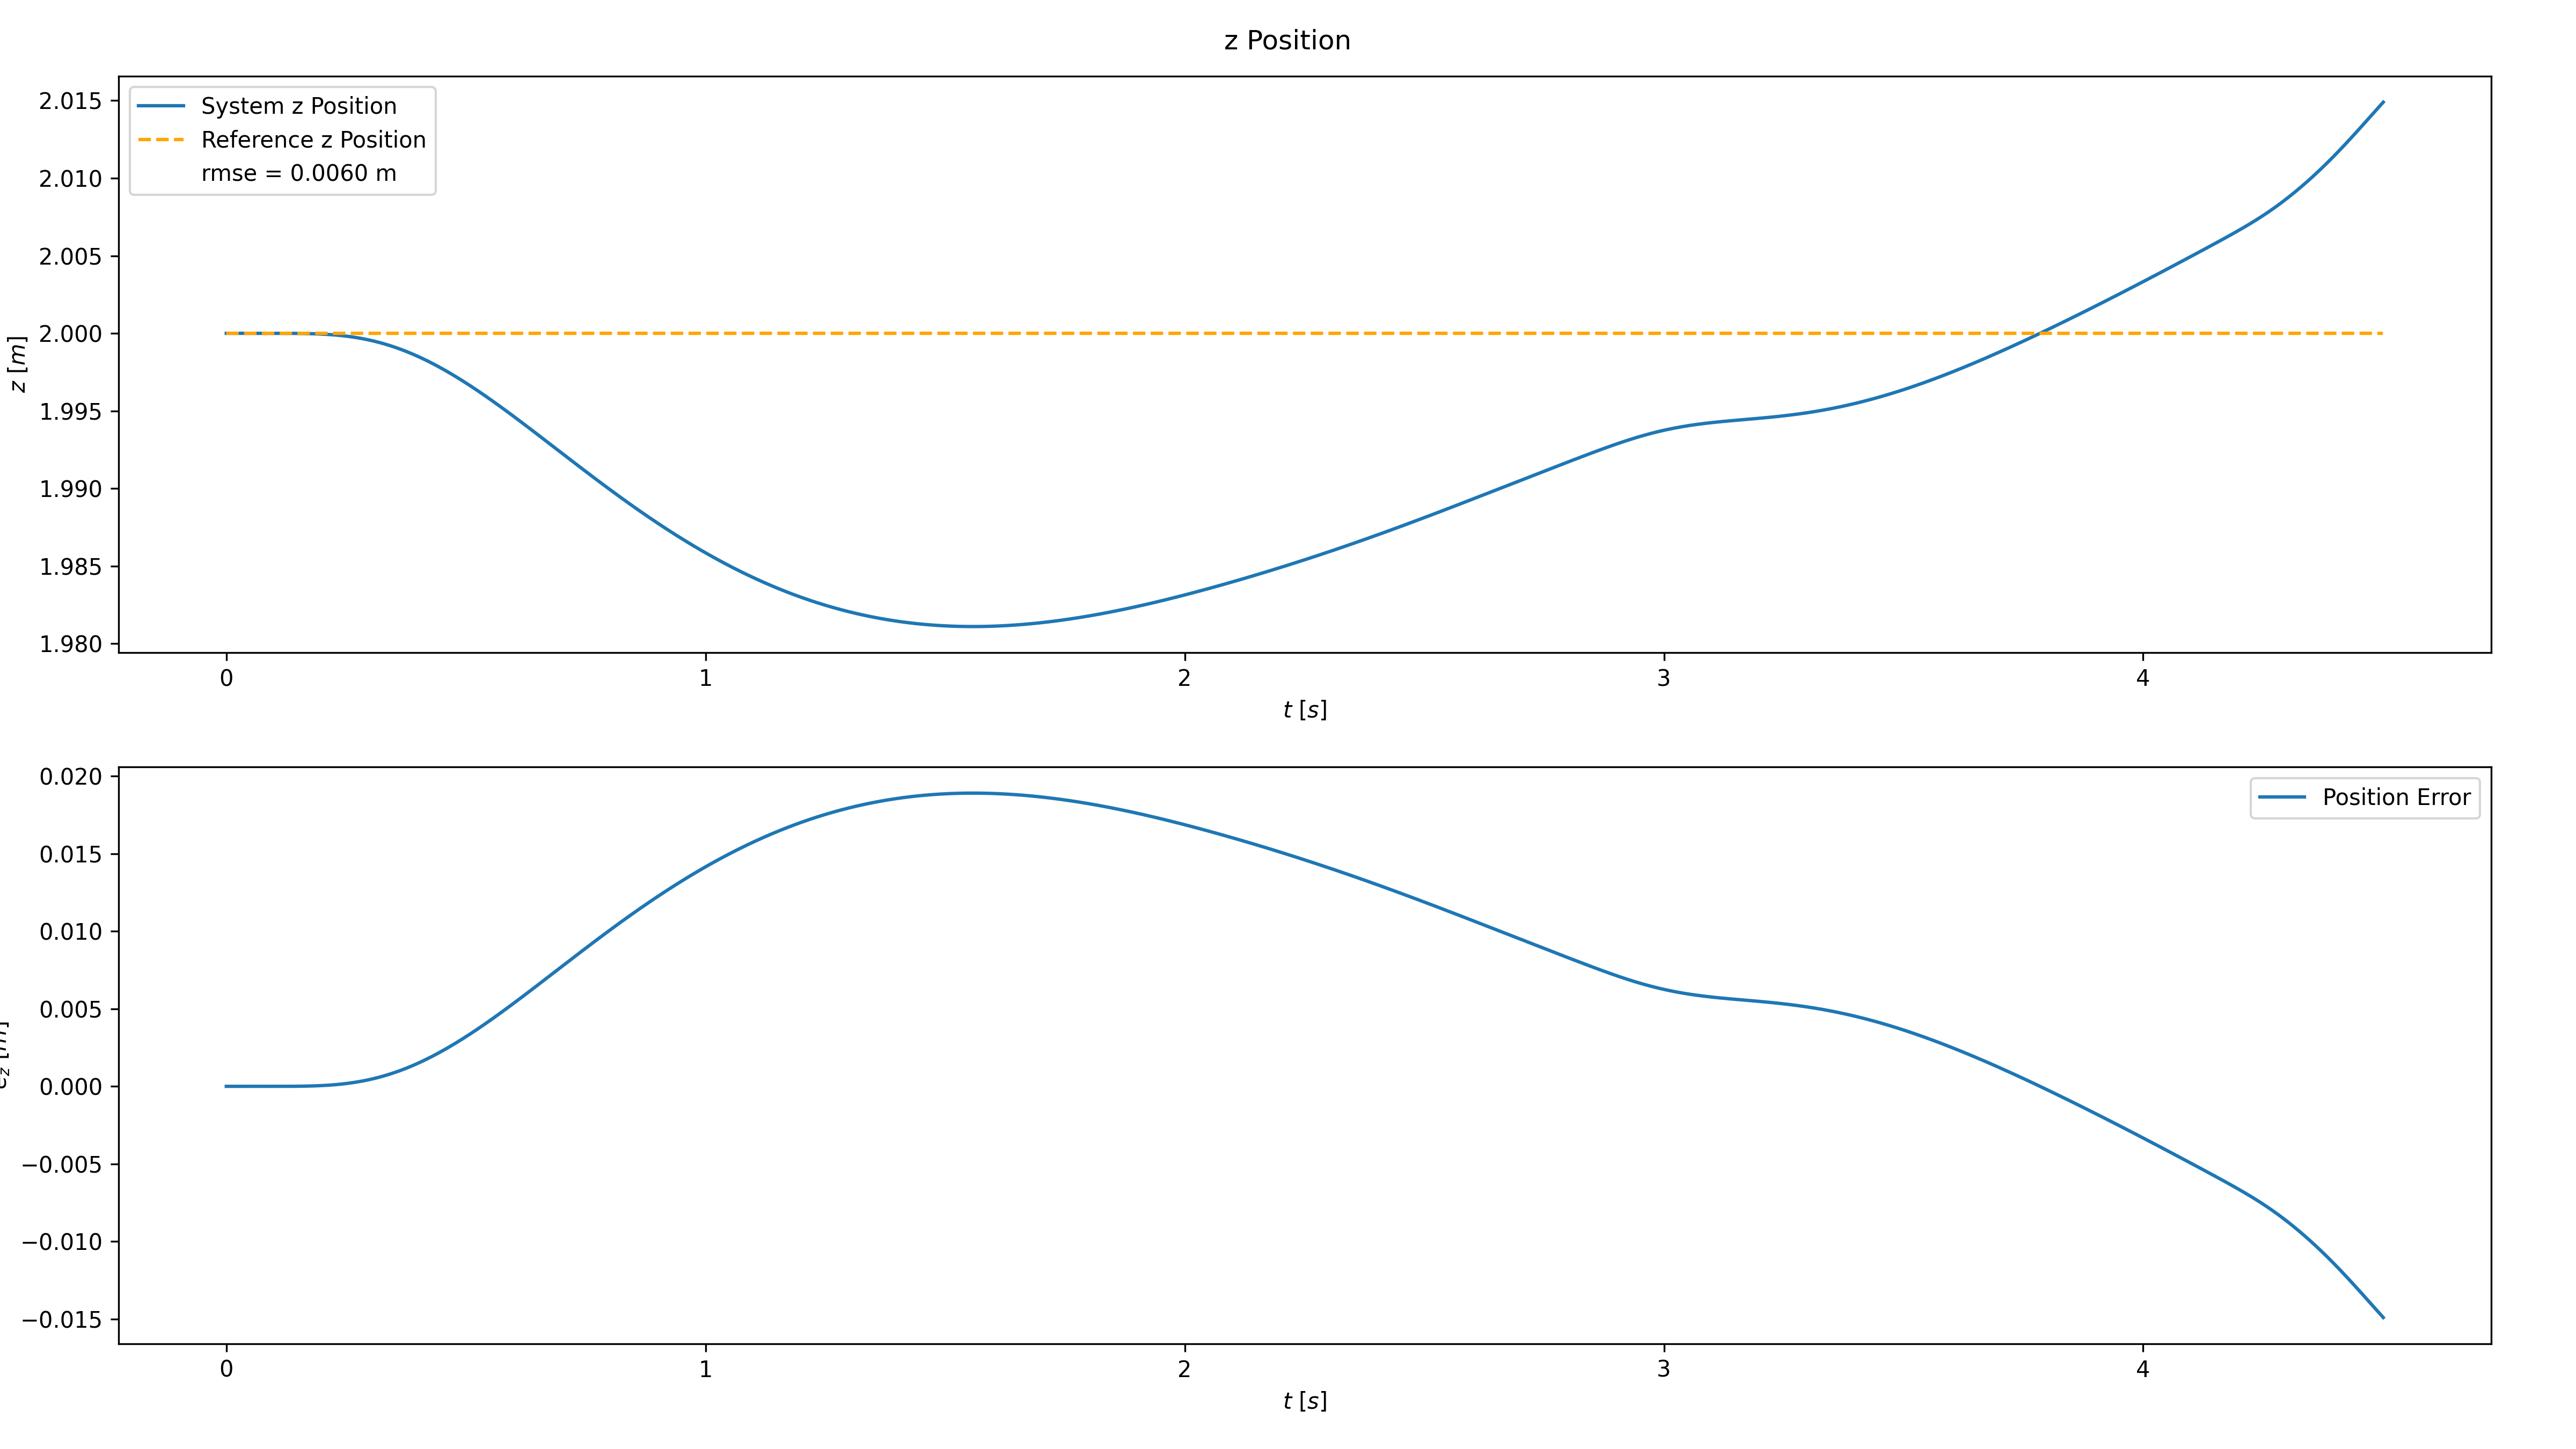 z Position
System z Position
Reference z Position
rmse = 0.0060 m
2.015
2.010
2.005
2.000
1.995
1.990
1.985
1.980
z [m]
0 1 2 3 4
t [s]
Position Error
0.020
0.015
0.010
0.005
0.000
−0.005
−0.010
−0.015
0 1 2 3 4
t [s]